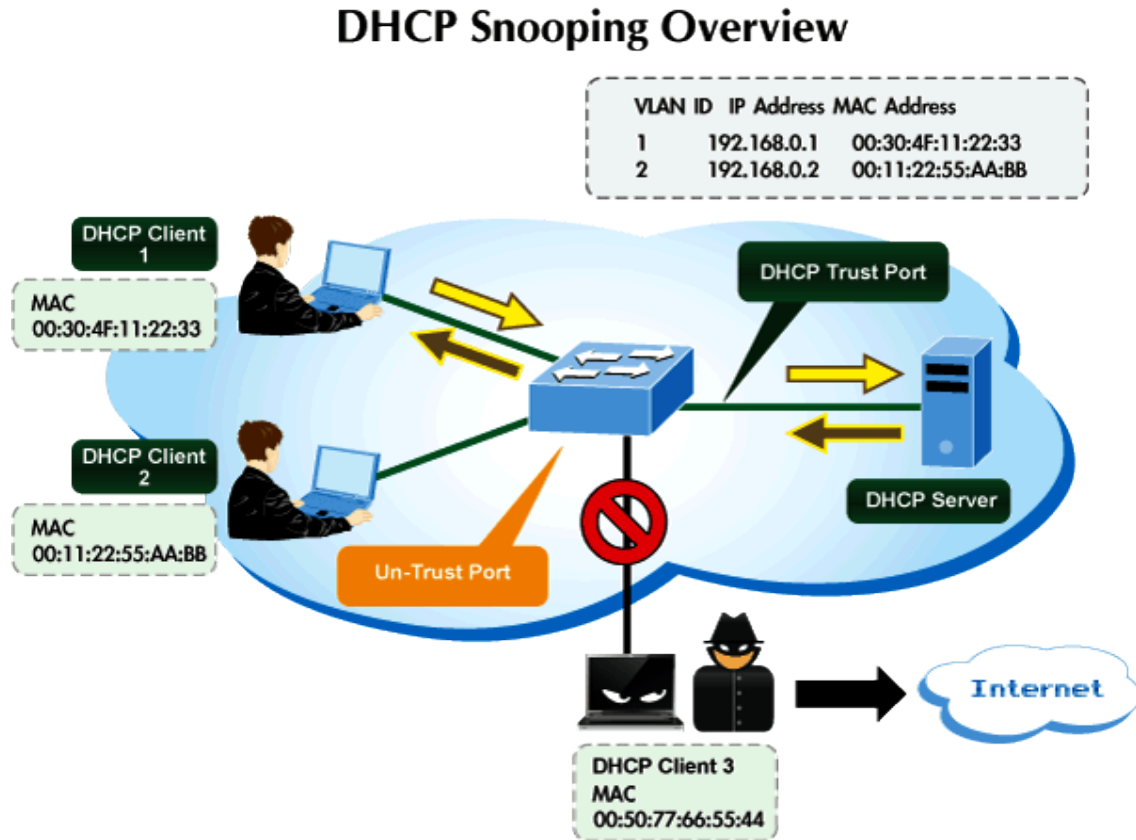 DHCP Snooping Overview
VLAN ID IP Address MAC Address
1 192.168.0.1 00:30:4F:11:22:33
2 192.168.0.2 00:11:22:55:AA:BB
DHCP Client
1
MAC
00:30:4F:11:22:33
DHCP Trust Port
DHCP Client
2
MAC
00:11:22:55:AA:BB
DHCP Server
Un-Trust Port
Internet
DHCP Client 3
MAC
00:50:77:66:55:44